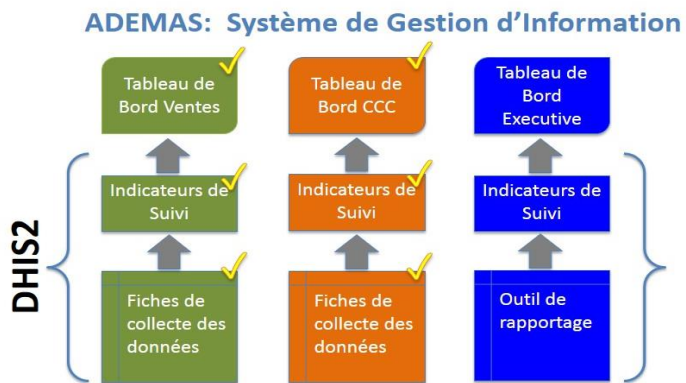 ADEMAS: Système de Gestion d'Information
Tableau de
Bord Ventes
Tableau de
Bord CCC
Tableau de
Bord
Executive
DHIS2
Indicateurs de
Suivi
Indicateurs de
Suivi
Indicateurs de
Suivi
Fiches de
collecte des
données
Fiches de
collecte des
données
Outil de
rapportage